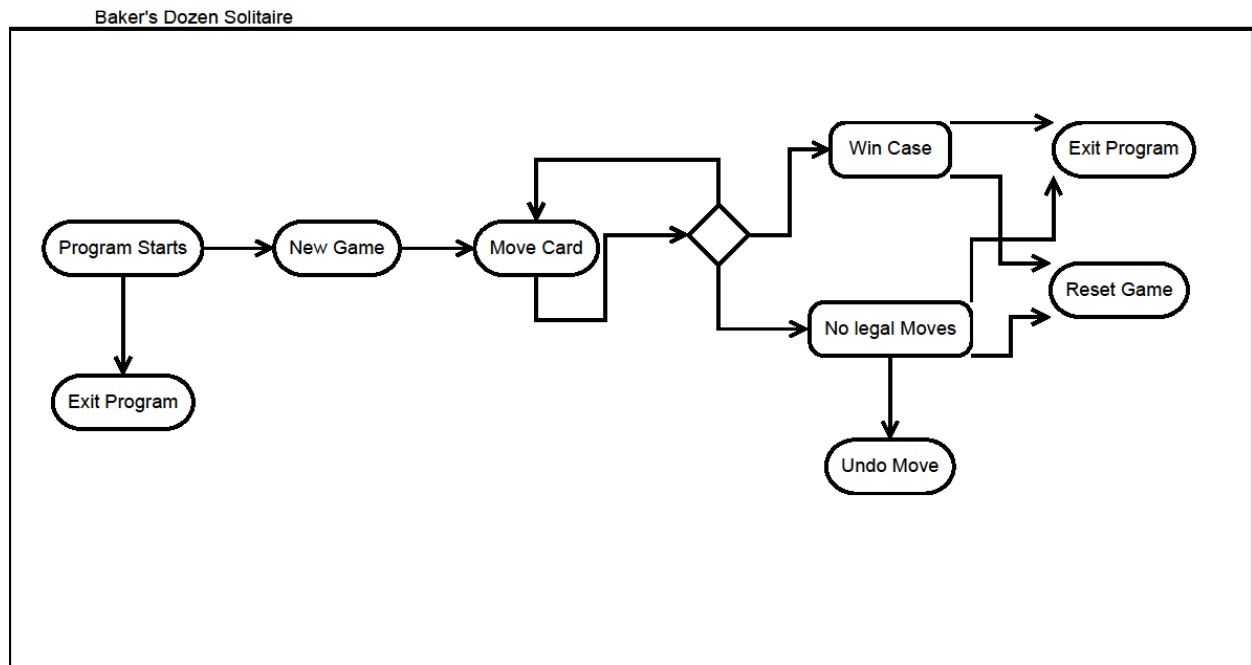 Baker's Dozen Solitaire
Win Case
Exit Program
Program Starts
New Game
Move Card
Reset Game
No legal Moves
Exit Program
Undo Move